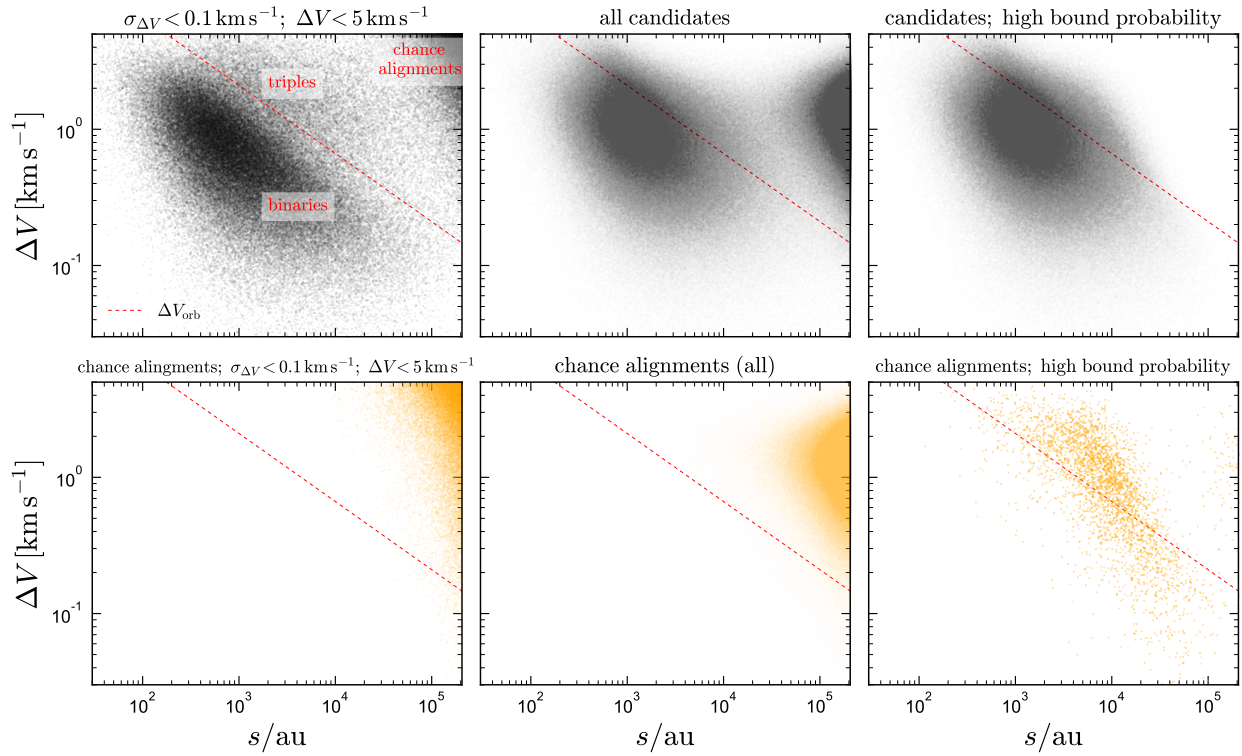 σ_ΔV < 0.1 km s⁻¹; ΔV < 5 km s⁻¹
all candidates
candidates; high bound probability
chance
alignments
triples
binaries
ΔV_orb
ΔV [km s⁻¹]
10⁰
10⁻¹
chance alingments; σ_ΔV < 0.1 km s⁻¹; ΔV < 5 km s⁻¹
chance alignments (all)
chance alignments; high bound probability
ΔV [km s⁻¹]
10⁰
10⁻¹
10² 10³ 10⁴ 10⁵
10² 10³ 10⁴ 10⁵
10² 10³ 10⁴ 10⁵
s/au
s/au
s/au